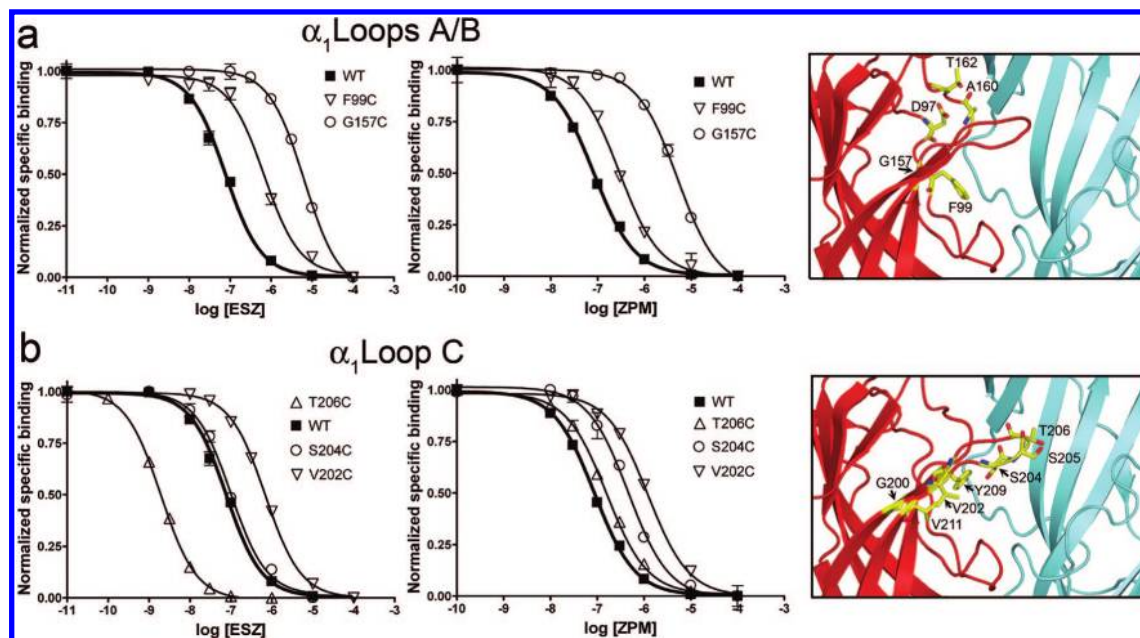 a
α1Loops A/B
Normalized specific binding
1.00
0.75
0.50
0.25
0.00
-11 -10 -9 -8 -7 -6 -5 -4 -3
log [ESZ]
WT
F99C
G157C
Normalized specific binding
1.00
0.75
0.50
0.25
0.00
-10 -9 -8 -7 -6 -5 -4 -3
log [ZPM]
WT
F99C
G157C
T162
A160
D97
G157
F99
b
α1Loop C
Normalized specific binding
1.00
0.75
0.50
0.25
0.00
-11 -10 -9 -8 -7 -6 -5 -4 -3
log [ESZ]
T206C
WT
S204C
V202C
Normalized specific binding
1.00
0.75
0.50
0.25
0.00
-10 -9 -8 -7 -6 -5 -4 -3
log [ZPM]
WT
T206C
S204C
V202C
T206
S205
S204
G200
Y209
V202
V211